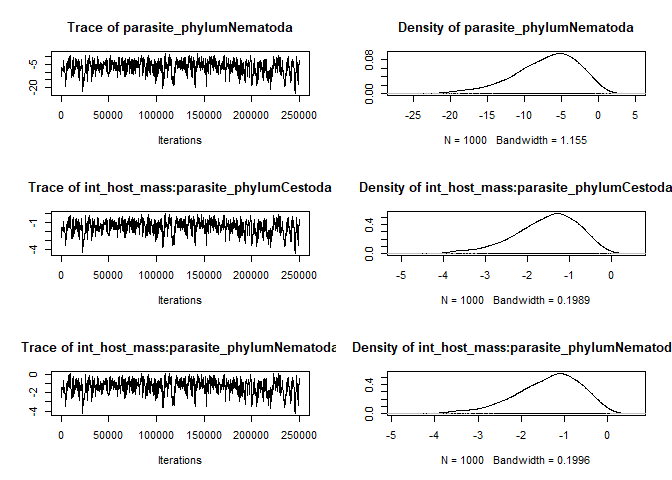 Trace of parasite_phylumNematoda
Density of parasite_phylumNematoda
-5
-20
0 50000 100000 150000 200000 250000
Iterations
0.08
0.00
-25 -20 -15 -10 -5 0 5
N = 1000 Bandwidth = 1.155
Trace of int_host_mass:parasite_phylumCestoda
Density of int_host_mass:parasite_phylumCestoda
-1
-4
0 50000 100000 150000 200000 250000
Iterations
0.4
0.0
-5 -4 -3 -2 -1 0
N = 1000 Bandwidth = 0.1989
Trace of int_host_mass:parasite_phylumNematoda
Density of int_host_mass:parasite_phylumNematod
0
-2
-4
0 50000 100000 150000 200000 250000
Iterations
0.4
0.0
-5 -4 -3 -2 -1 0
N = 1000 Bandwidth = 0.1996